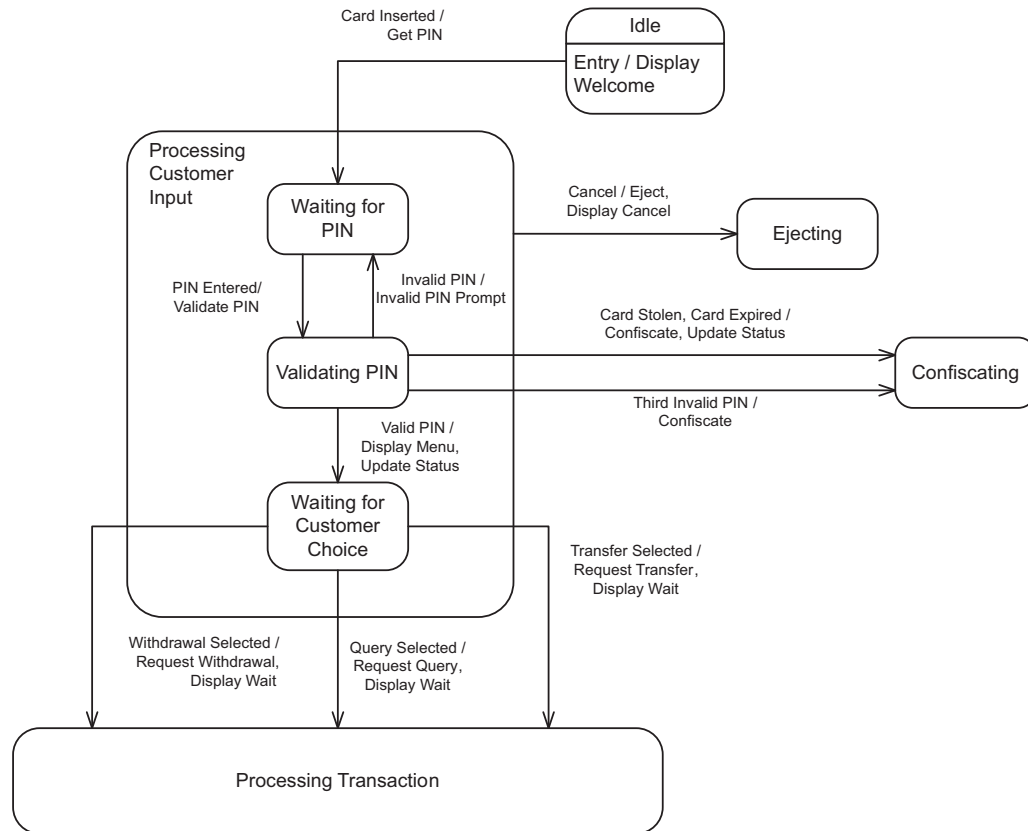 Card Inserted /
Get PIN
Idle
Entry / Display
Welcome
Processing
Customer
Input
Waiting for
PIN
Cancel / Eject,
Display Cancel
Ejecting
PIN Entered/
Validate PIN
Invalid PIN /
Invalid PIN Prompt
Card Stolen, Card Expired /
Confiscate, Update Status
Validating PIN
Confiscating
Third Invalid PIN /
Confiscate
Valid PIN /
Display Menu,
Update Status
Waiting for
Customer
Choice
Transfer Selected /
Request Transfer,
Display Wait
Withdrawal Selected /
Request Withdrawal,
Display Wait
Query Selected /
Request Query,
Display Wait
Processing Transaction